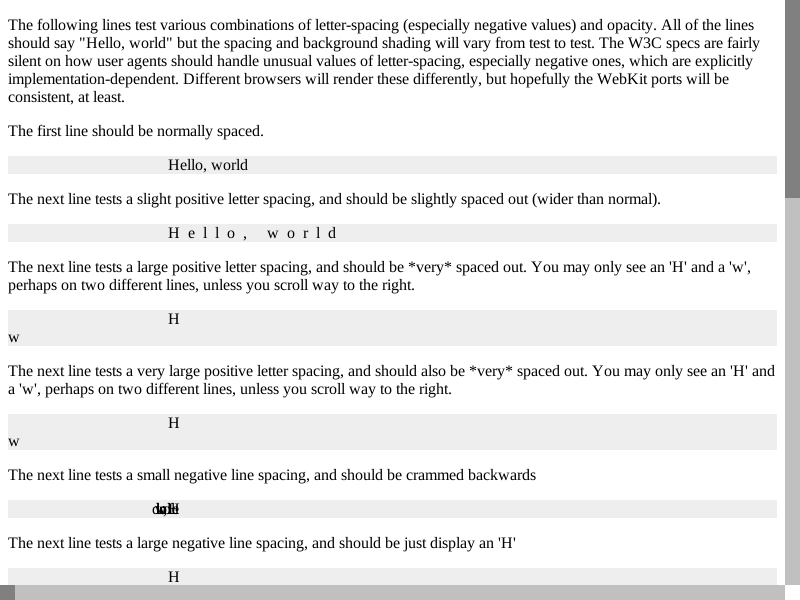 The following lines test various combinations of letter-spacing (especially negative values) and opacity. All of the lines
should say "Hello, world" but the spacing and background shading will vary from test to test. The W3C specs are fairly
silent on how user agents should handle unusual values of letter-spacing, especially negative ones, which are explicitly
implementation-dependent. Different browsers will render these differently, but hopefully the WebKit ports will be
consistent, at least.
The first line should be normally spaced.
Hello, world
The next line tests a slight positive letter spacing, and should be slightly spaced out (wider than normal).
H e l l o ,  w o r l d
The next line tests a large positive letter spacing, and should be *very* spaced out. You may only see an 'H' and a 'w',
perhaps on two different lines, unless you scroll way to the right.
H
w
The next line tests a very large positive letter spacing, and should also be *very* spaced out. You may only see an 'H' and
a 'w', perhaps on two different lines, unless you scroll way to the right.
H
w
The next line tests a small negative line spacing, and should be crammed backwards
The next line tests a large negative line spacing, and should be just display an 'H'
H